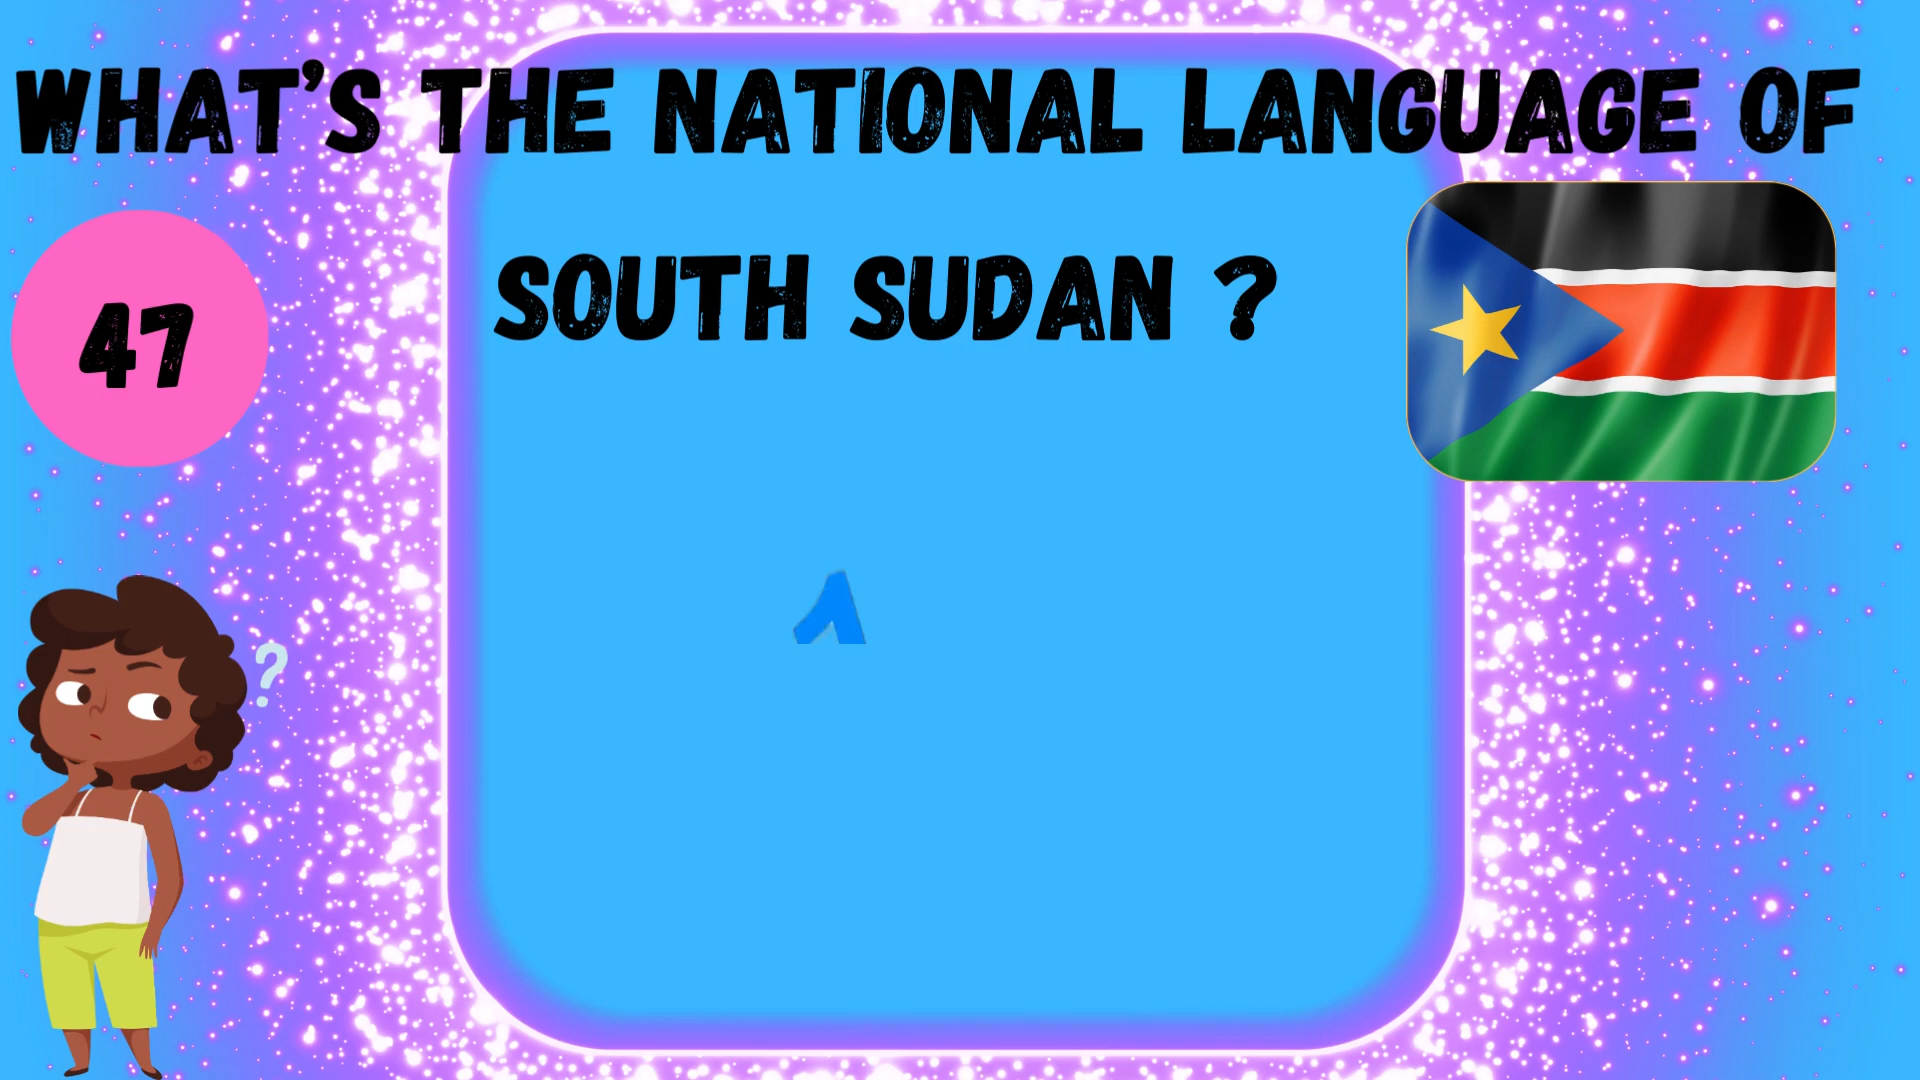 WHAT'S THE NATIONAL LANGUAGE OF
SOUTH SUDAN ?
47
?